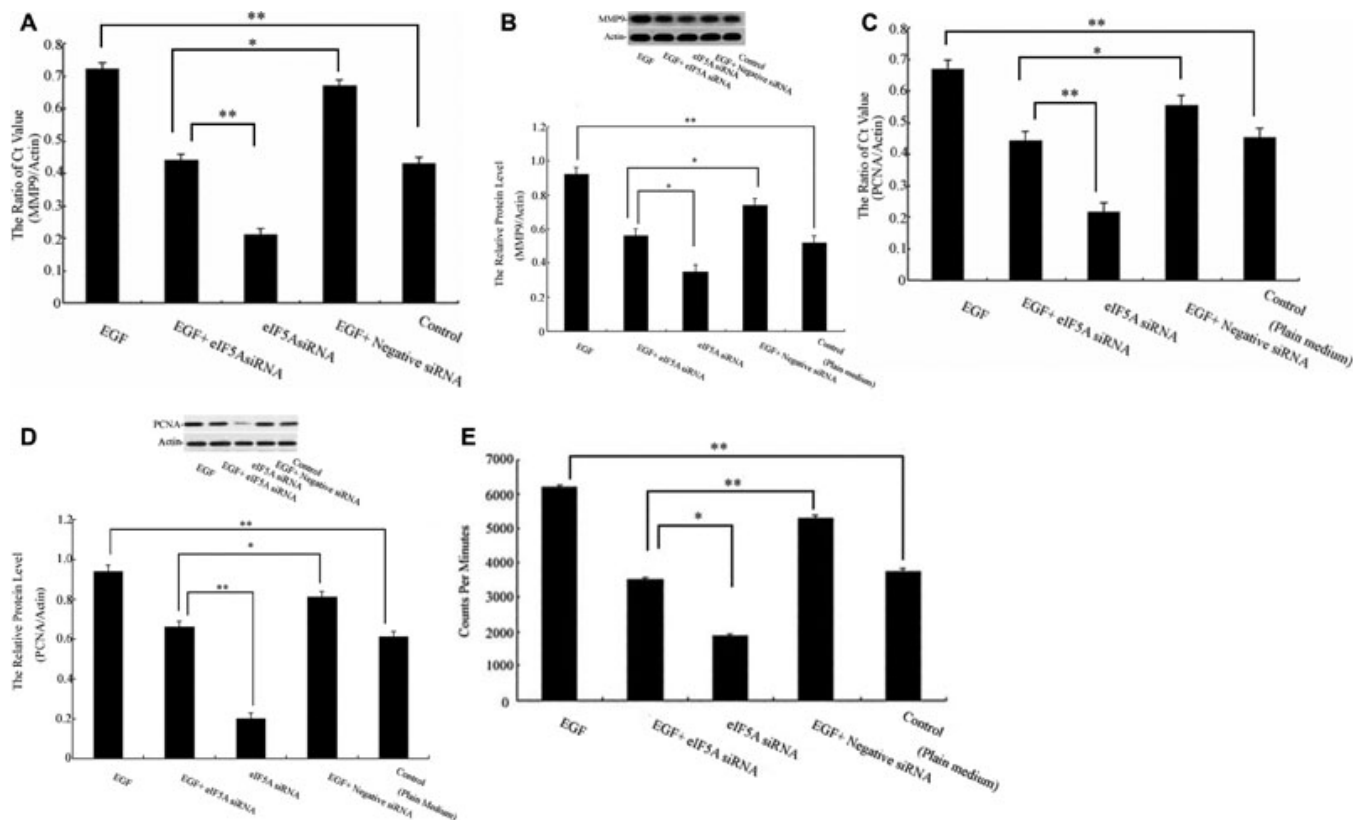 A
**
*
**
The Ratio of Ct Value
(MMP9/Actin)
0.8
0.7
0.6
0.5
0.4
0.3
0.2
0.1
0
EGF
EGF+ eIF5AsiRNA
eIF5AsiRNA
EGF+ Negative siRNA
Control
B
MMP9-
Actin-
EGF
EGF+ eIF5A siRNA
eIF5A siRNA
EGF+ Negative siRNA
Control
**
*
*
The Relative Protein Level
(MMP9/Actin)
1.2
0.9
0.6
0.4
0.2
0.0
EGF
EGF+ eIF5A siRNA
eIF5A siRNA
EGF+ Negative siRNA
Control
(Plain medium)
C
**
*
**
The Ratio of Ct Value
(PCNA/Actin)
0.8
0.7
0.6
0.5
0.4
0.3
0.2
0.1
0
EGF
EGF+ eIF5A siRNA
eIF5A siRNA
EGF+ Negative siRNA
Control
(Plain medium)
D
PCNA-
Actin-
EGF
EGF+ eIF5A siRNA
eIF5A siRNA
EGF+ Negative siRNA
Control
**
*
**
The Relative Protein Level
(PCNA/Actin)
1.2
1.0
0.8
0.6
0.4
0.2
0
EGF
EGF+ eIF5A siRNA
eIF5A siRNA
EGF+ Negative siRNA
Control
(Plain Medium)
E
**
**
*
Counts Per Minutes
7000
6000
5000
4000
3000
2000
1000
0
EGF
EGF+ eIF5A siRNA
eIF5A siRNA
EGF+ Negative siRNA
Control
(Plain medium)